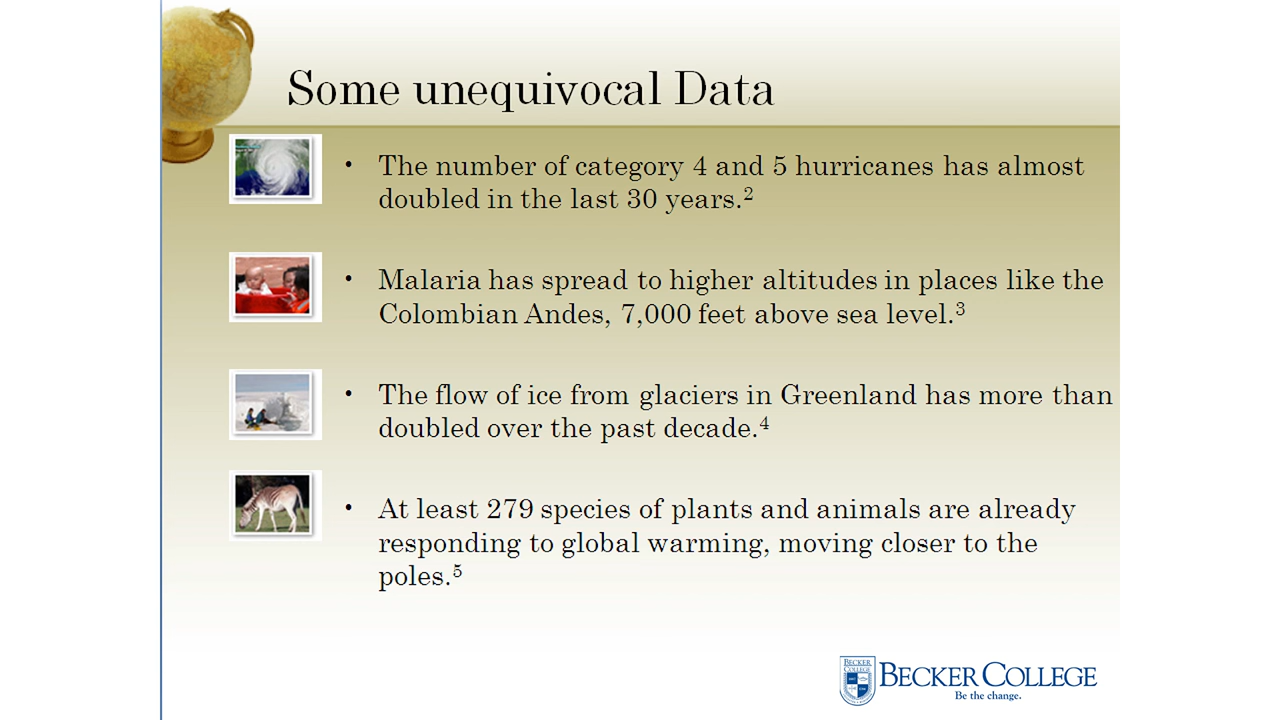 Some unequivocal Data
• The number of category 4 and 5 hurricanes has almost
doubled in the last 30 years.²
• Malaria has spread to higher altitudes in places like the
Colombian Andes, 7,000 feet above sea level.³
• The flow of ice from glaciers in Greenland has more than
doubled over the past decade.⁴
• At least 279 species of plants and animals are already
responding to global warming, moving closer to the
poles.⁵
BECKER
COLLEGE
BECKER COLLEGE
Be the change.